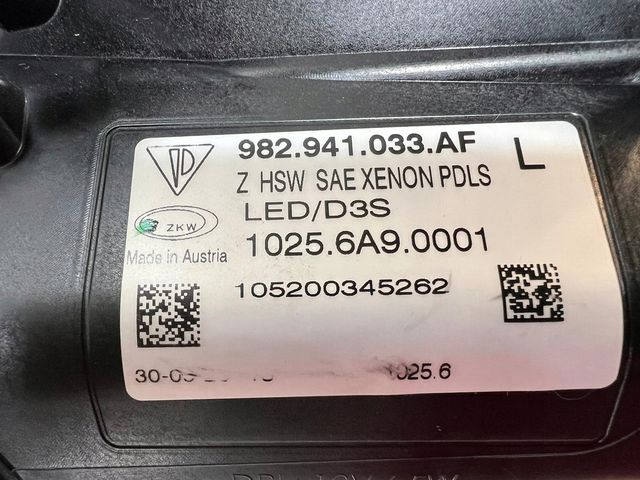 982.941.033.AF
L
Z HSW SAE XENON PDLS
LED/D3S
ZKW
1025.6A9.0001
Made in Austria
105200345262
1025.6